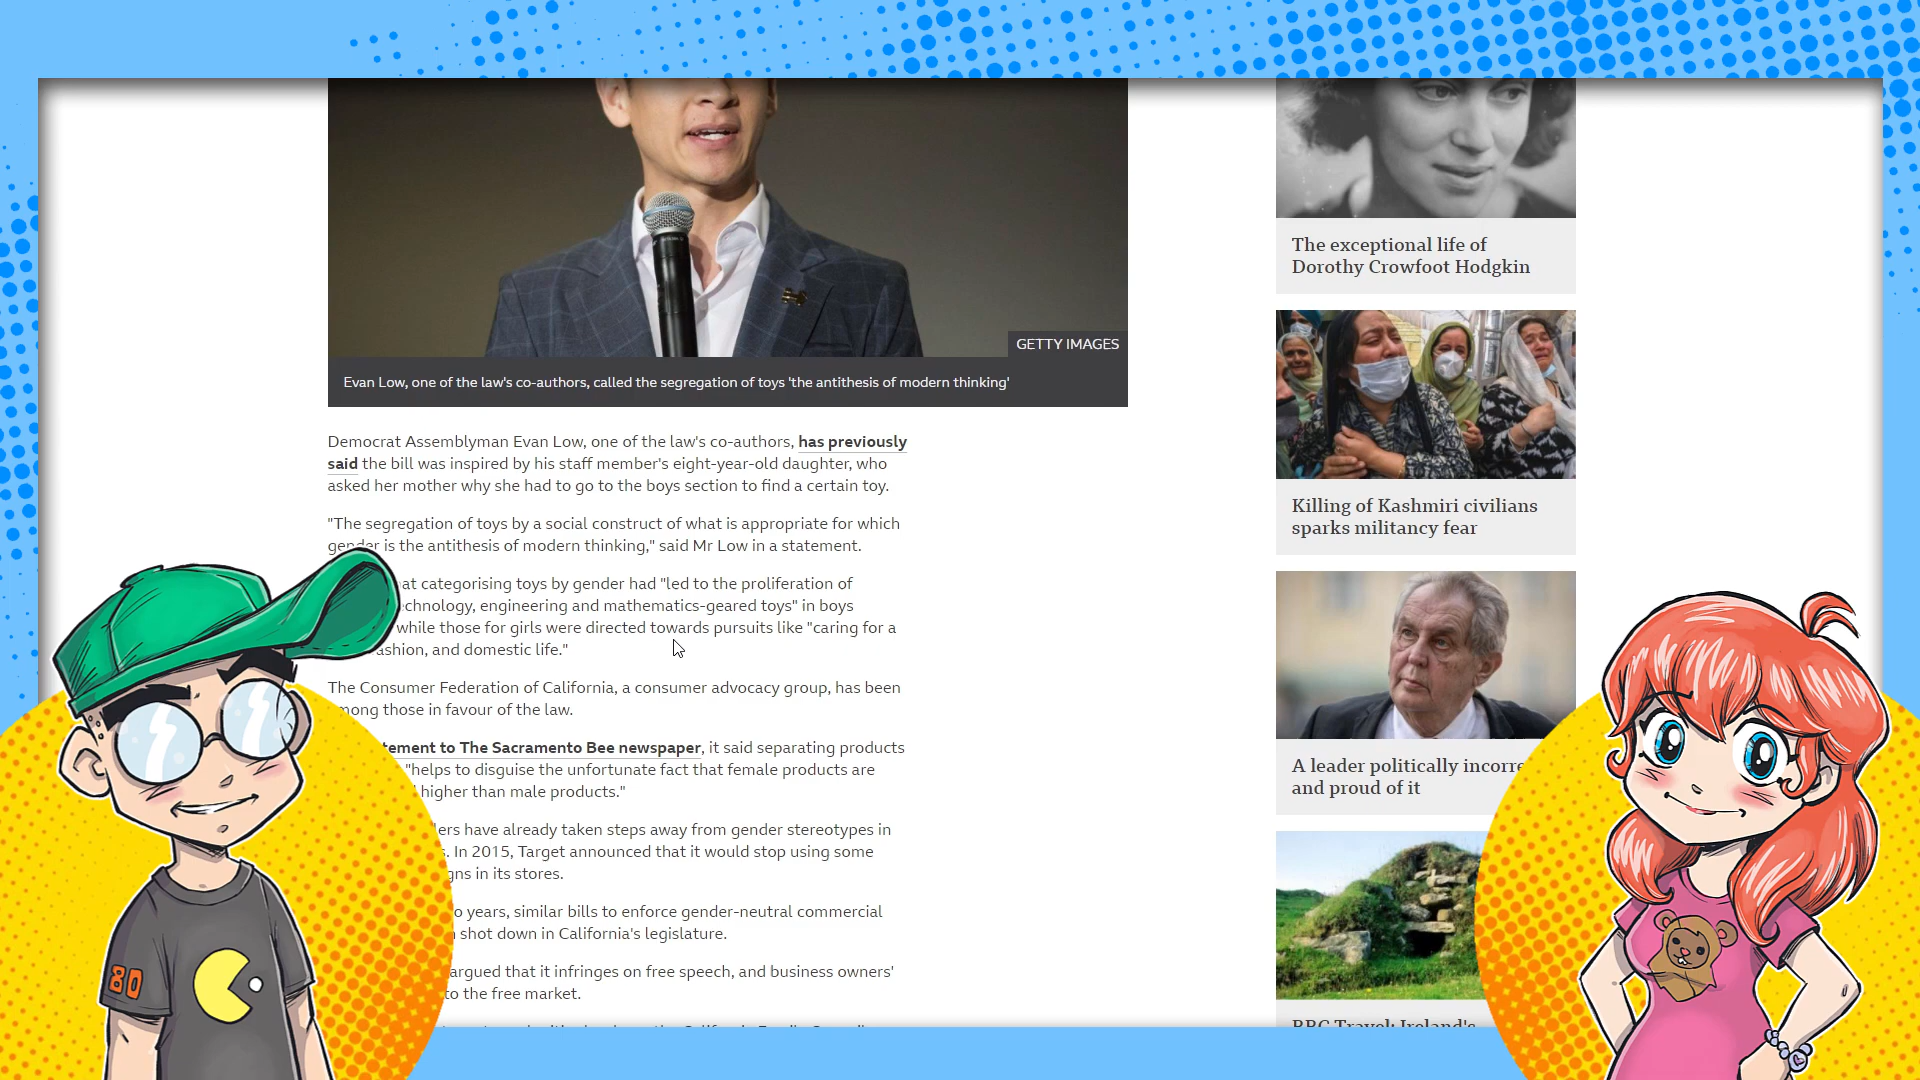 GETTY IMAGES
Evan Low, one of the law's co-authors, called the segregation of toys 'the antithesis of modern thinking'
Democrat Assemblyman Evan Low, one of the law's co-authors, has previously
said the bill was inspired by his staff member's eight-year-old daughter, who
asked her mother why she had to go to the boys section to find a certain toy.
"The segregation of toys by a social construct of what is appropriate for which
gender is the antithesis of modern thinking," said Mr Low in a statement.
at categorising toys by gender had "led to the proliferation of
echnology, engineering and mathematics-geared toys" in boys
while those for girls were directed towards pursuits like "caring for a
ashion, and domestic life."
The Consumer Federation of California, a consumer advocacy group, has been
among those in favour of the law.
tement to The Sacramento Bee newspaper, it said separating products
"helps to disguise the unfortunate fact that female products are
higher than male products."
lers have already taken steps away from gender stereotypes in
s. In 2015, Target announced that it would stop using some
gns in its stores.
o years, similar bills to enforce gender-neutral commercial
shot down in California's legislature.
argued that it infringes on free speech, and business owners'
to the free market.
The exceptional life of
Dorothy Crowfoot Hodgkin
Killing of Kashmiri civilians
sparks militancy fear
A leader politically incorre
and proud of it
BBC Travel: Ireland's
80